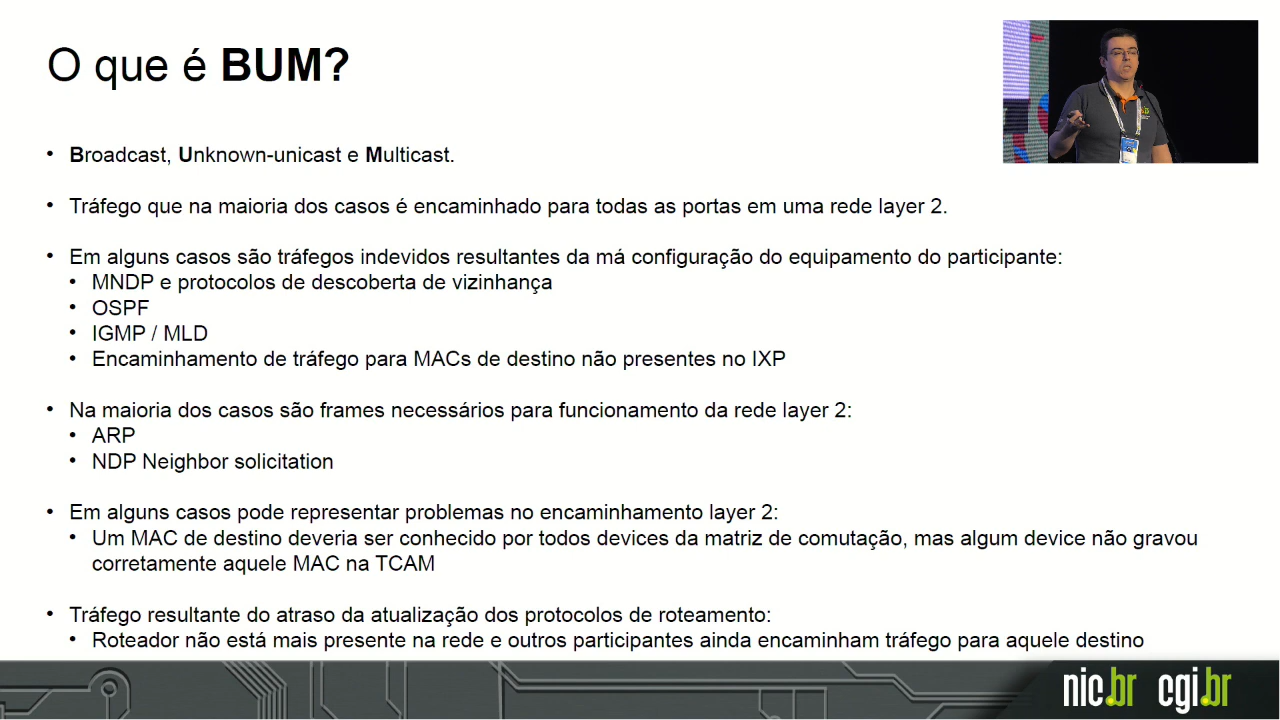 O que é BUM?
• Broadcast, Unknown-unicast e Multicast.
• Tráfego que na maioria dos casos é encaminhado para todas as portas em uma rede layer 2.
• Em alguns casos são tráfegos indevidos resultantes da má configuração do equipamento do participante:
• MNDP e protocolos de descoberta de vizinhança
• OSPF
• IGMP / MLD
• Encaminhamento de tráfego para MACs de destino não presentes no IXP
• Na maioria dos casos são frames necessários para funcionamento da rede layer 2:
• ARP
• NDP Neighbor solicitation
• Em alguns casos pode representar problemas no encaminhamento layer 2:
• Um MAC de destino deveria ser conhecido por todos devices da matriz de comutação, mas algum device não gravou
corretamente aquele MAC na TCAM
• Tráfego resultante do atraso da atualização dos protocolos de roteamento:
• Roteador não está mais presente na rede e outros participantes ainda encaminham tráfego para aquele destino
nic.br cgi.br